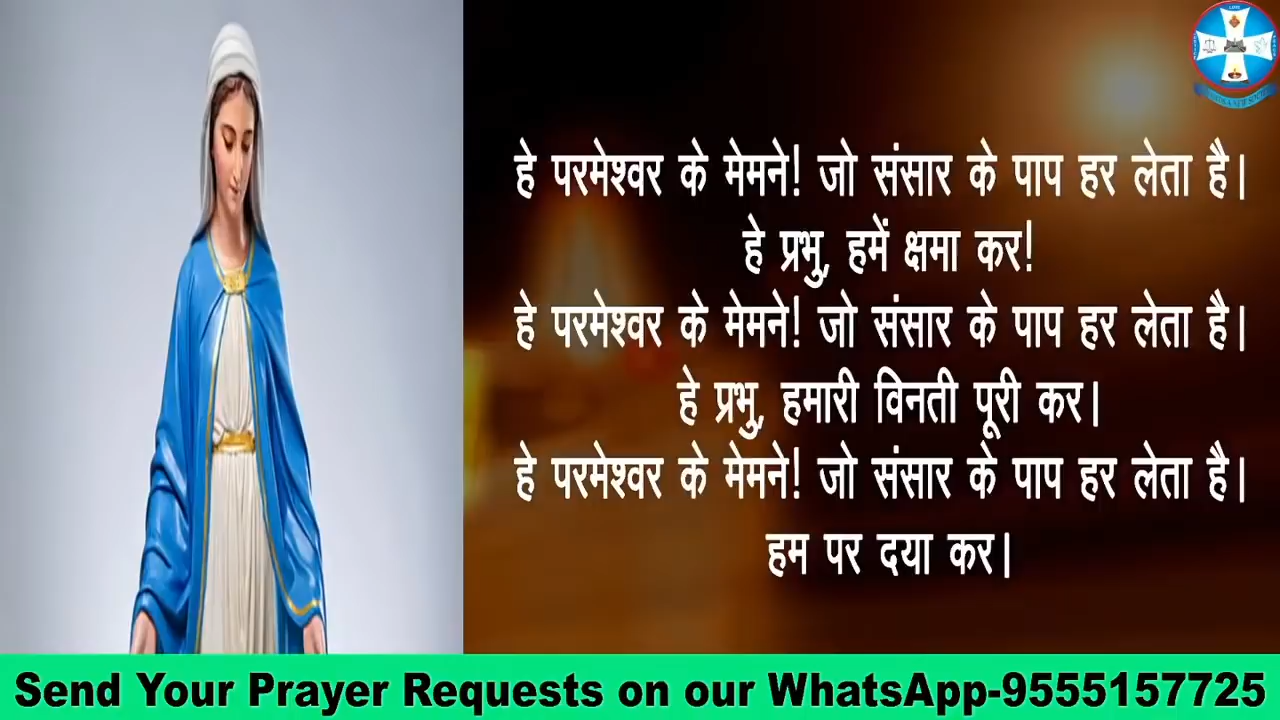 हे परमेश्वर के मेमने! जो संसार के पाप हर लेता है।
हे प्रभु, हमें क्षमा कर!
हे परमेश्वर के मेमने! जो संसार के पाप हर लेता है।
हे प्रभु, हमारी विनती पूरी कर।
हे परमेश्वर के मेमने! जो संसार के पाप हर लेता है।
हम पर दया कर।
Send Your Prayer Requests on our WhatsApp-9555157725